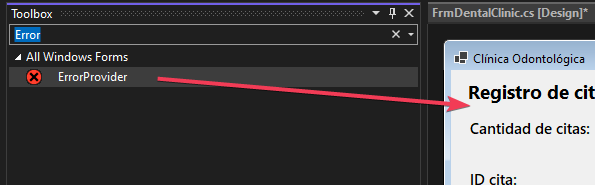 Toolbox
Error
All Windows Forms
ErrorProvider
FrmDentalClinic.cs [Design]*
Clínica Odontológica
Registro de cit
Cantidad de citas:
ID cita: